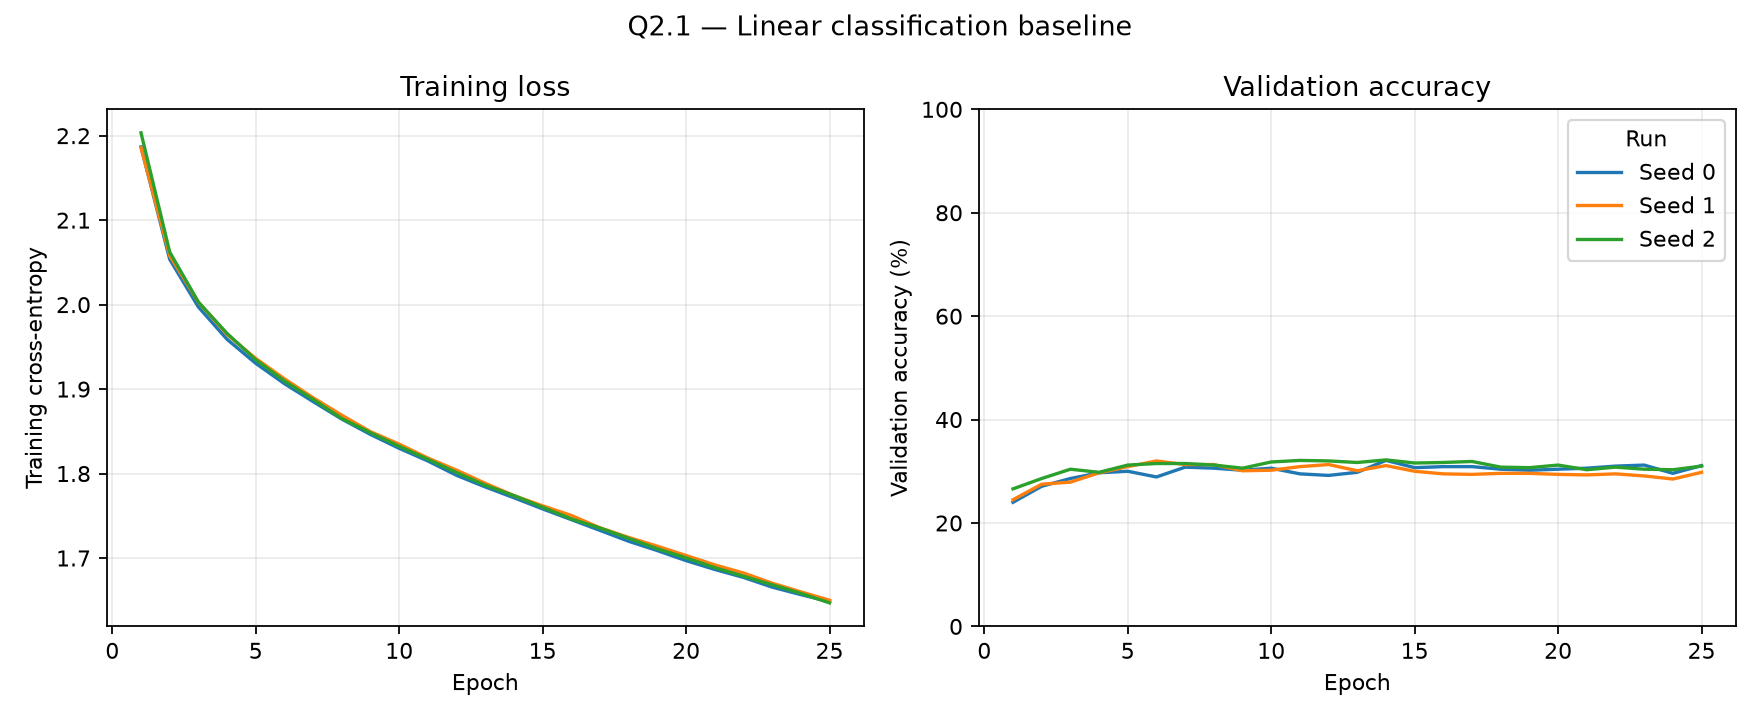 Q2.1 — Linear classification baseline
Training loss
Training cross-entropy
2.2
2.1
2.0
1.9
1.8
1.7
0 5 10 15 20 25
Epoch
Validation accuracy
Validation accuracy (%)
100
80
60
40
20
0
0 5 10 15 20 25
Epoch
Run
Seed 0
Seed 1
Seed 2